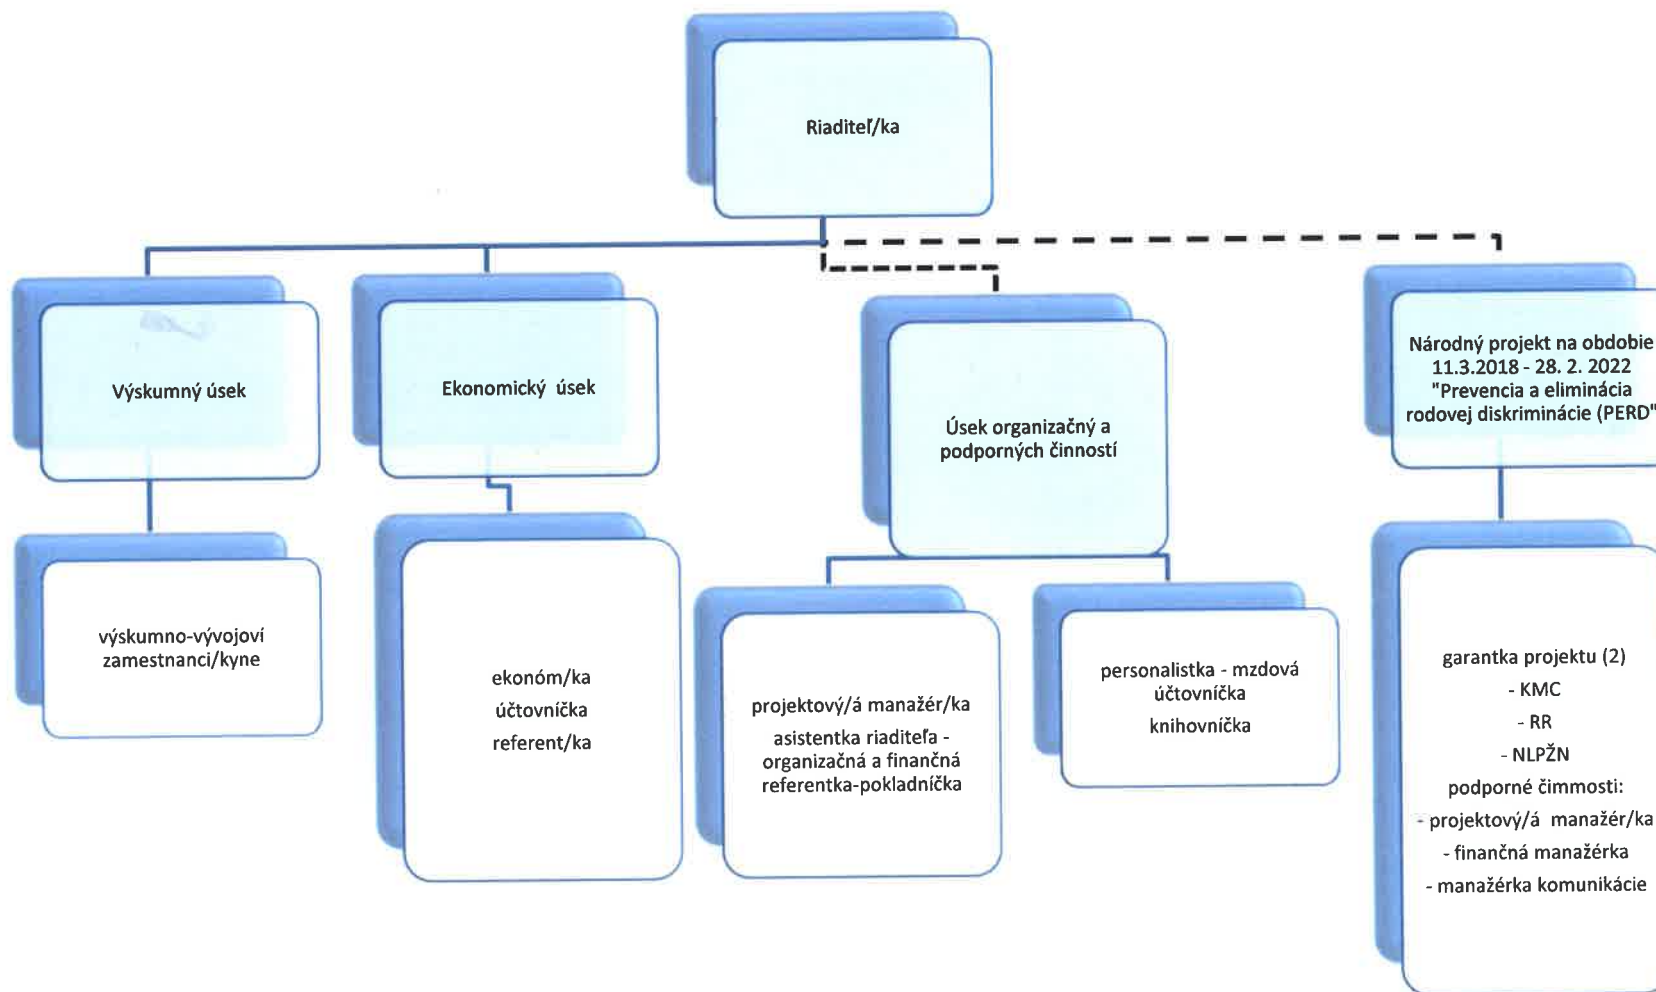 Riaditeľ/ka
Výskumný úsek
Ekonomický úsek
Úsek organizačný a
podporných činností
Národný projekt na obdobie
11.3.2018 - 28. 2. 2022
"Prevencia a eliminácia
rodovej diskriminácie (PERD"
výskumno-vývojoví
zamestnanci/kyne
ekonóm/ka
účtovníčka
referent/ka
projektový/á manažér/ka
asistentka riaditeľa -
organizačná a finančná
referentka-pokladníčka
personalistka - mzdová
účtovníčka
knihovníčka
garantka projektu (2)
- KMC
- RR
- NLPŽN
podporné čimmosti:
- projektový/á manažér/ka
- finančná manažérka
- manažérka komunikácie